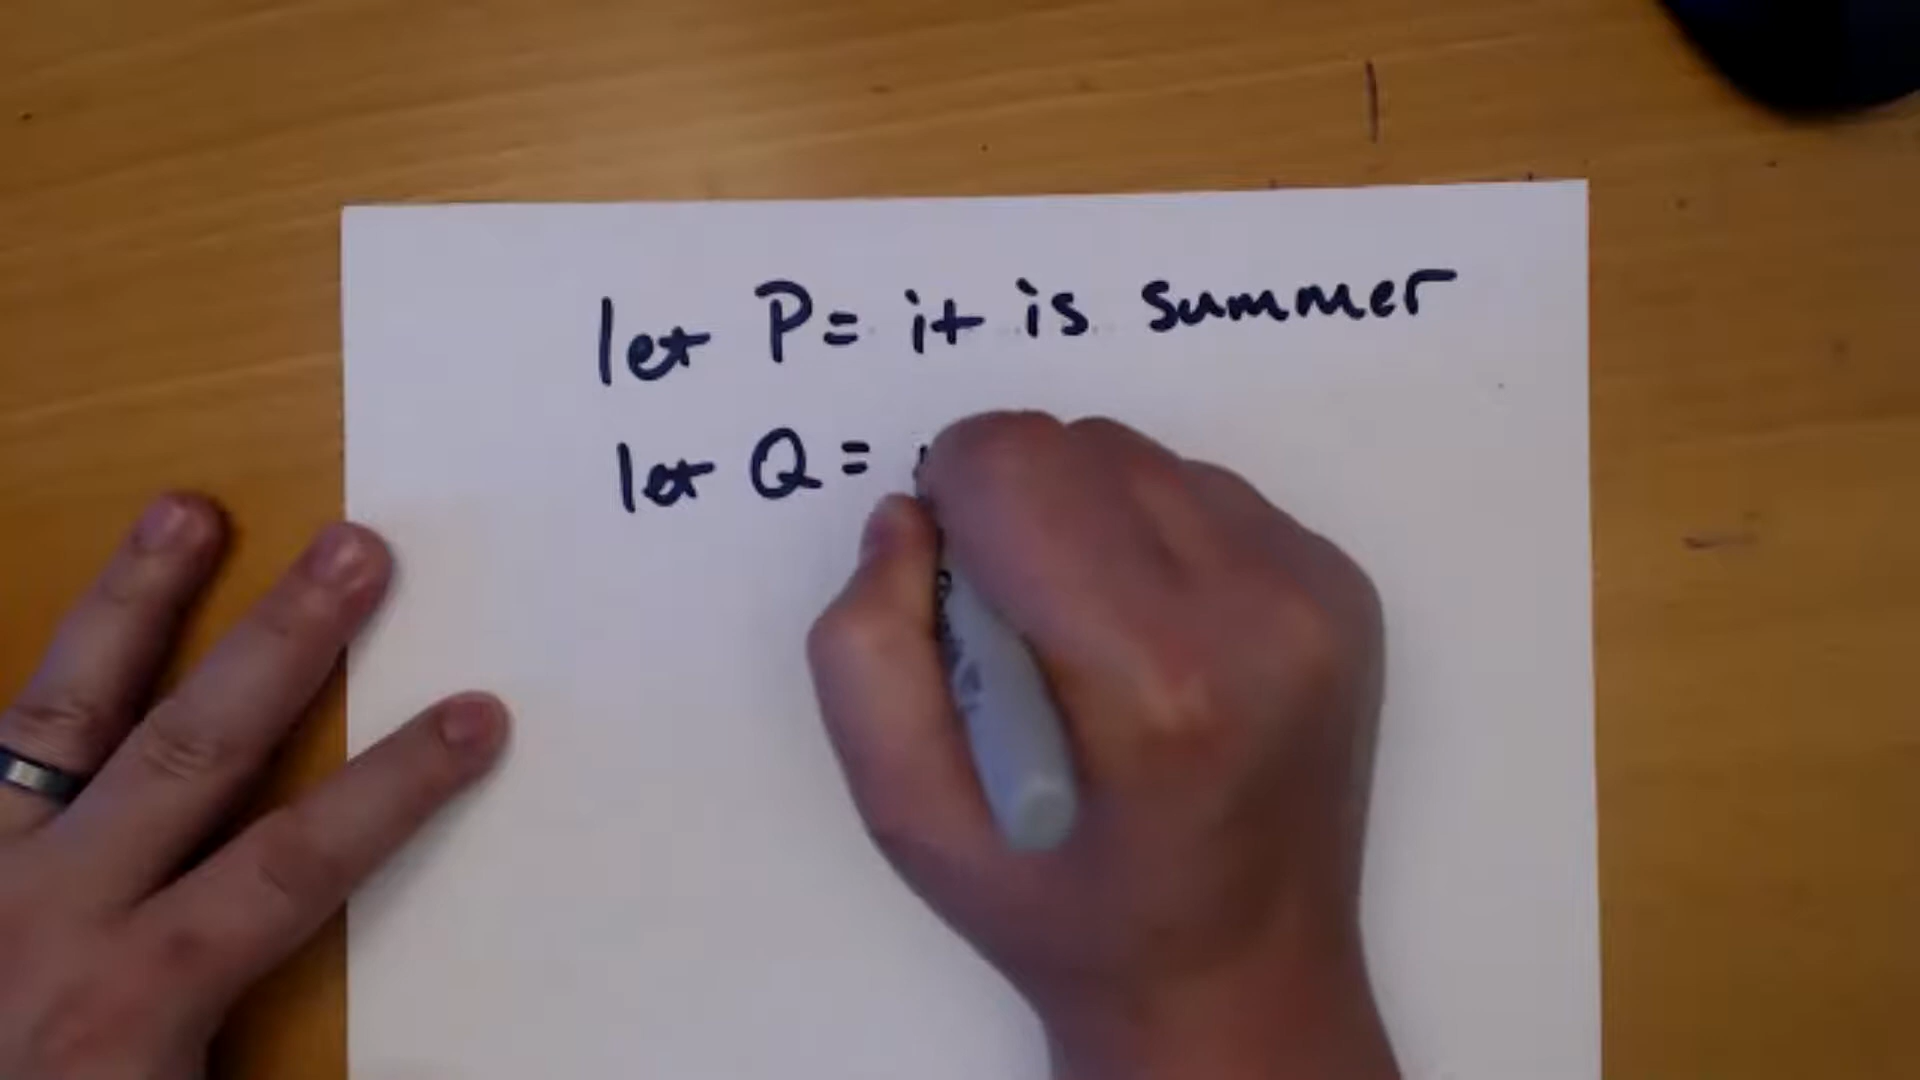 let P= it is summer
let Q =